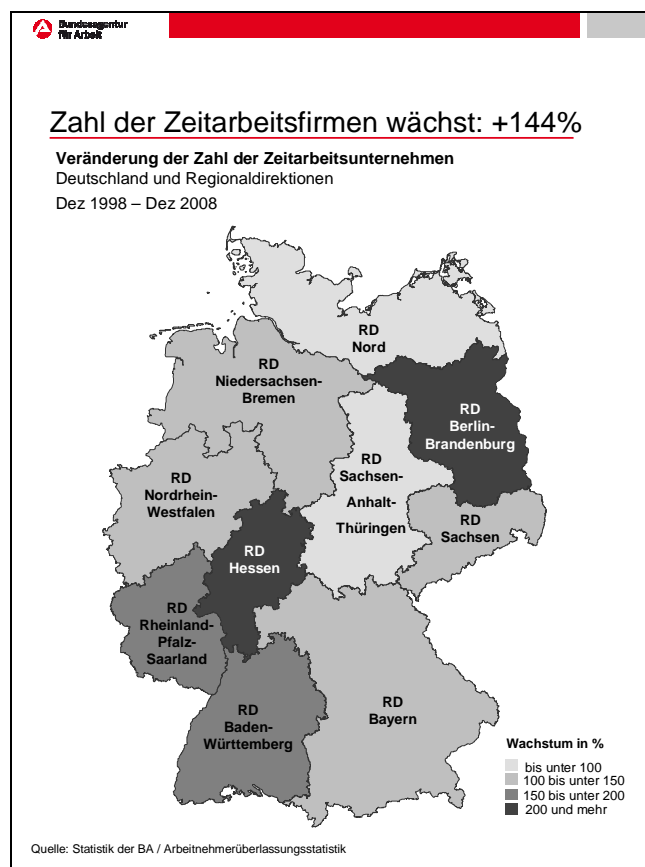 Bundesagentur
für Arbeit
Zahl der Zeitarbeitsfirmen wächst: +144%
Veränderung der Zahl der Zeitarbeitsunternehmen
Deutschland und Regionaldirektionen
Dez 1998 – Dez 2008
RD
Nord
RD
Niedersachsen-
Bremen
RD
Berlin-
Brandenburg
RD
Sachsen-
Anhalt-
Thüringen
RD
Nordrhein-
Westfalen
RD
Sachsen
RD
Hessen
RD
Rheinland-
Pfalz-
Saarland
RD
Baden-
Württemberg
RD
Bayern
Wachstum in %
bis unter 100
100 bis unter 150
150 bis unter 200
200 und mehr
Quelle: Statistik der BA / Arbeitnehmerüberlassungsstatistik